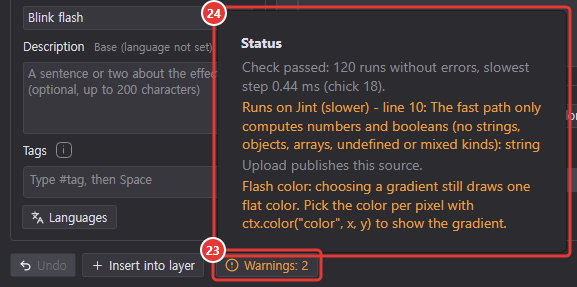 24
Blink flash
Status
Description Base (language not set)
Check passed: 120 runs without errors, slowest
step 0.44 ms (chick 18).
A sentence or two about the effec
(optional, up to 200 characters)
Runs on Jint (slower) - line 10: The fast path only
computes numbers and booleans (no strings,
objects, arrays, undefined or mixed kinds): string
Tags i
Upload publishes this source.
Type #tag, then Space
Flash color: choosing a gradient still draws one
flat color. Pick the color per pixel with
ctx.color("color", x, y) to show the gradient.
Languages
23
Undo
+ Insert into layer
Warnings: 2